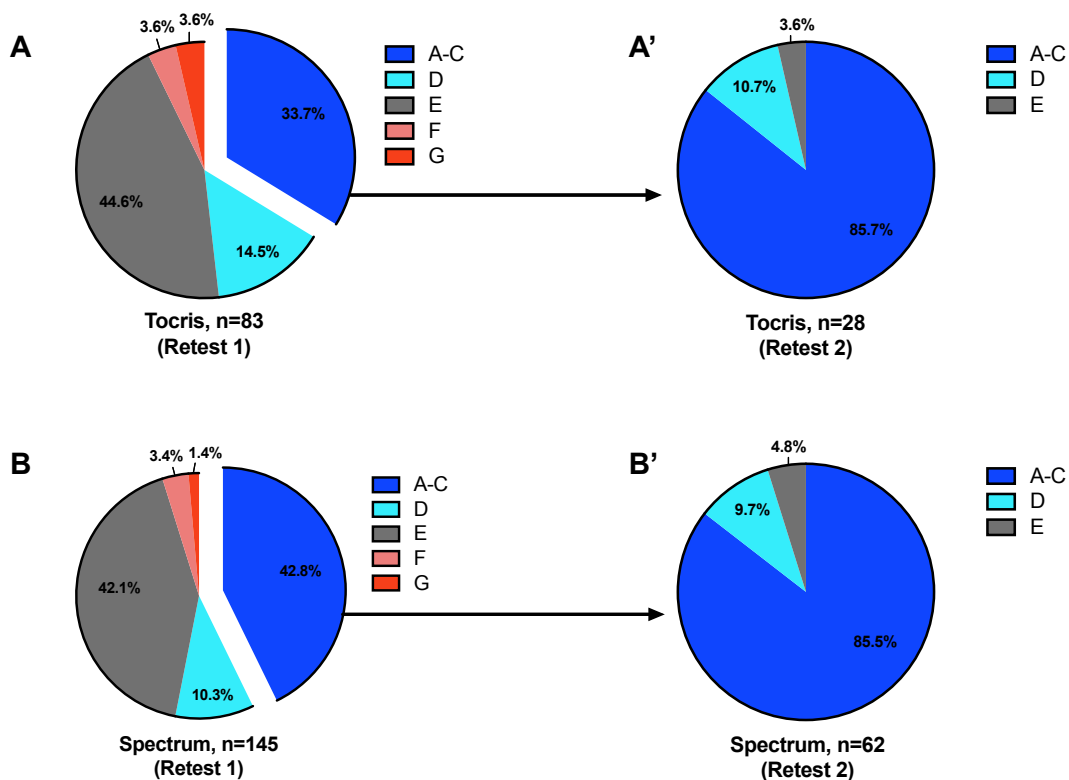 A
3.6%
3.6%
33.7%
44.6%
14.5%
A-C
D
E
F
G
Tocris, n=83
(Retest 1)
A’
3.6%
10.7%
85.7%
A-C
D
E
Tocris, n=28
(Retest 2)
B
3.4%
1.4%
42.8%
42.1%
10.3%
A-C
D
E
F
G
Spectrum, n=145
(Retest 1)
B’
4.8%
9.7%
85.5%
A-C
D
E
Spectrum, n=62
(Retest 2)